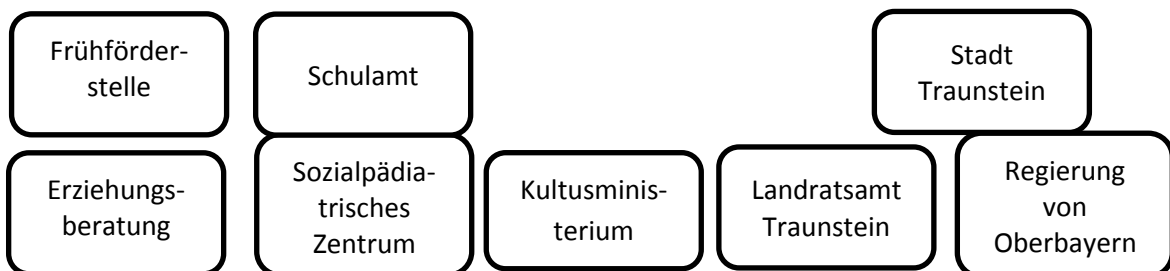 Frühförder-
stelle
Schulamt
Stadt
Traunstein
Erziehungs-
beratung
Sozialpädia-
trisches
Zentrum
Kultusminis-
terium
Landratsamt
Traunstein
Regierung
von
Oberbayern